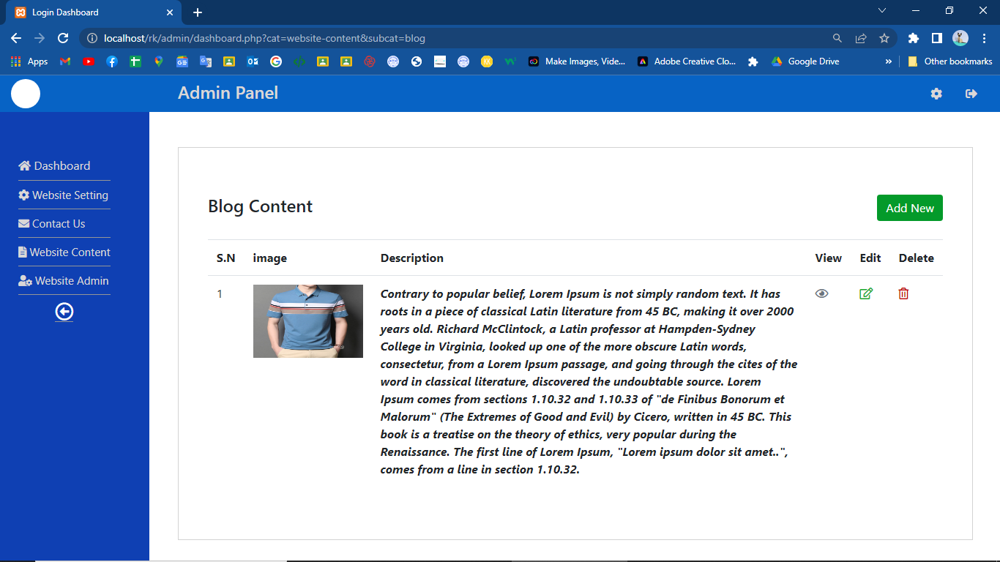 Login Dashboard
localhost/rk/admin/dashboard.php?cat=website-content&subcat=blog
Apps
Make Images, Vide...
Adobe Creative Clo...
Google Drive
»
Other bookmarks
Admin Panel
Dashboard
Website Setting
Contact Us
Website Content
Website Admin
Blog Content
Add New
S.N image Description View Edit Delete
1
Contrary to popular belief, Lorem Ipsum is not simply random text. It has
roots in a piece of classical Latin literature from 45 BC, making it over 2000
years old. Richard McClintock, a Latin professor at Hampden-Sydney
College in Virginia, looked up one of the more obscure Latin words,
consectetur, from a Lorem Ipsum passage, and going through the cites of the
word in classical literature, discovered the undoubtable source. Lorem
Ipsum comes from sections 1.10.32 and 1.10.33 of "de Finibus Bonorum et
Malorum" (The Extremes of Good and Evil) by Cicero, written in 45 BC. This
book is a treatise on the theory of ethics, very popular during the
Renaissance. The first line of Lorem Ipsum, "Lorem ipsum dolor sit amet..",
comes from a line in section 1.10.32.